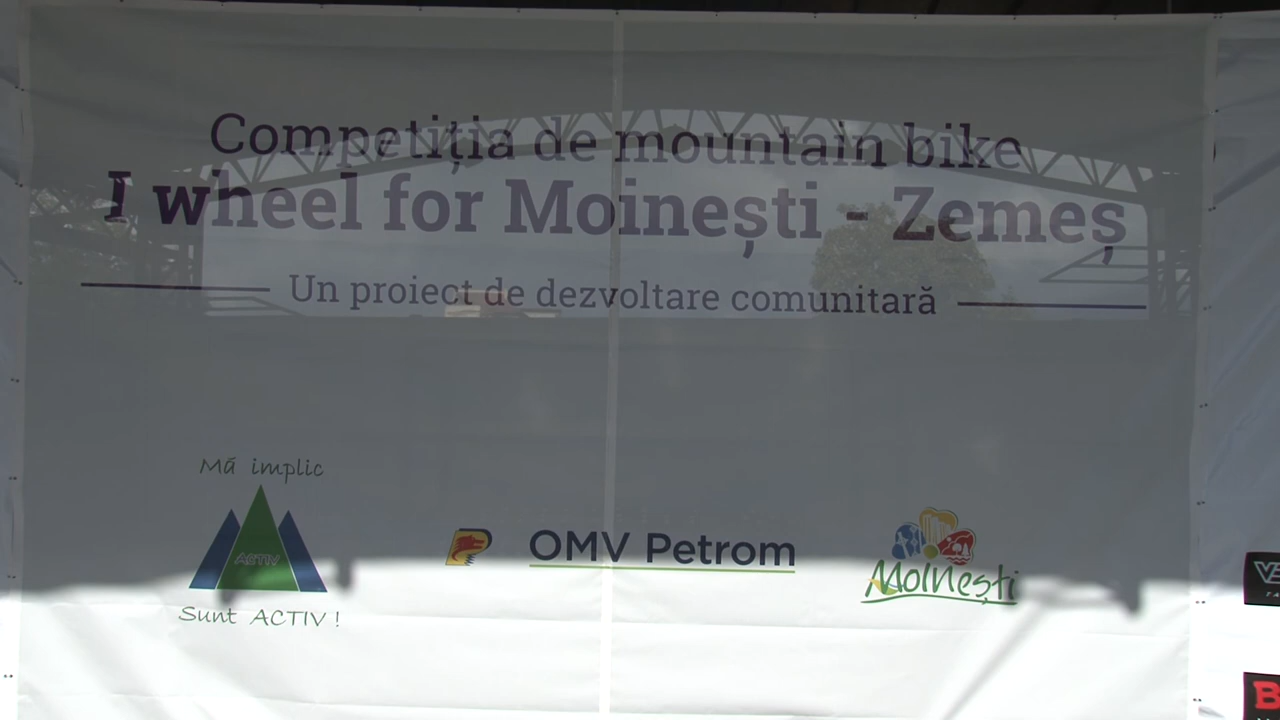 Competiția de mountain bike
I wheel for Moinești - Zemeș
Un proiect de dezvoltare comunitară
Mă implic
ACTIV
Sunt ACTIV !
OMV Petrom
Moinești